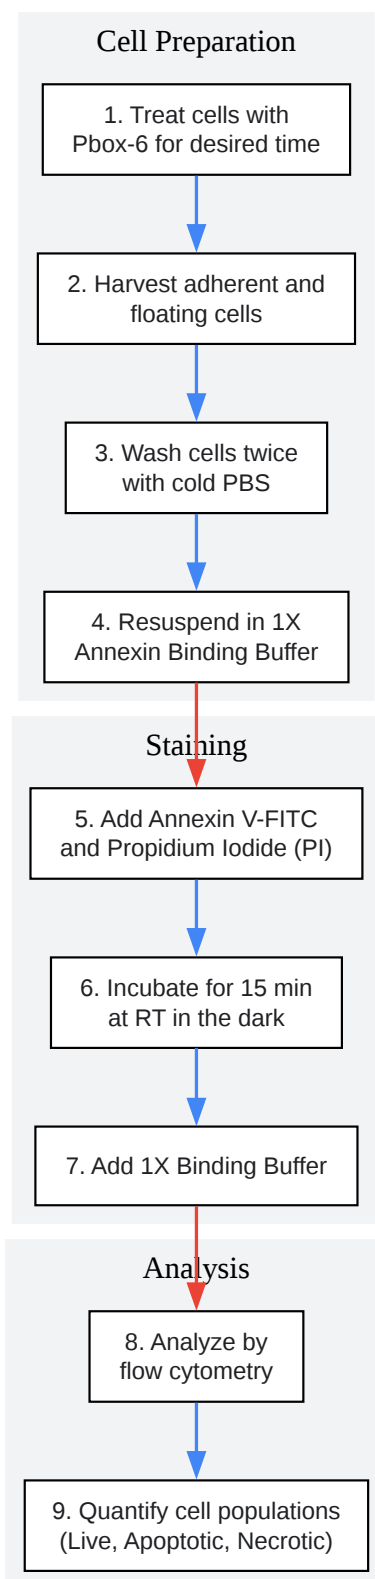 Cell Preparation
1. Treat cells with
Pbox-6 for desired time
2. Harvest adherent and
floating cells
3. Wash cells twice
with cold PBS
4. Resuspend in 1X
Annexin Binding Buffer
Staining
5. Add Annexin V-FITC
and Propidium Iodide (PI)
6. Incubate for 15 min
at RT in the dark
7. Add 1X Binding Buffer
Analysis
8. Analyze by
flow cytometry
9. Quantify cell populations
(Live, Apoptotic, Necrotic)